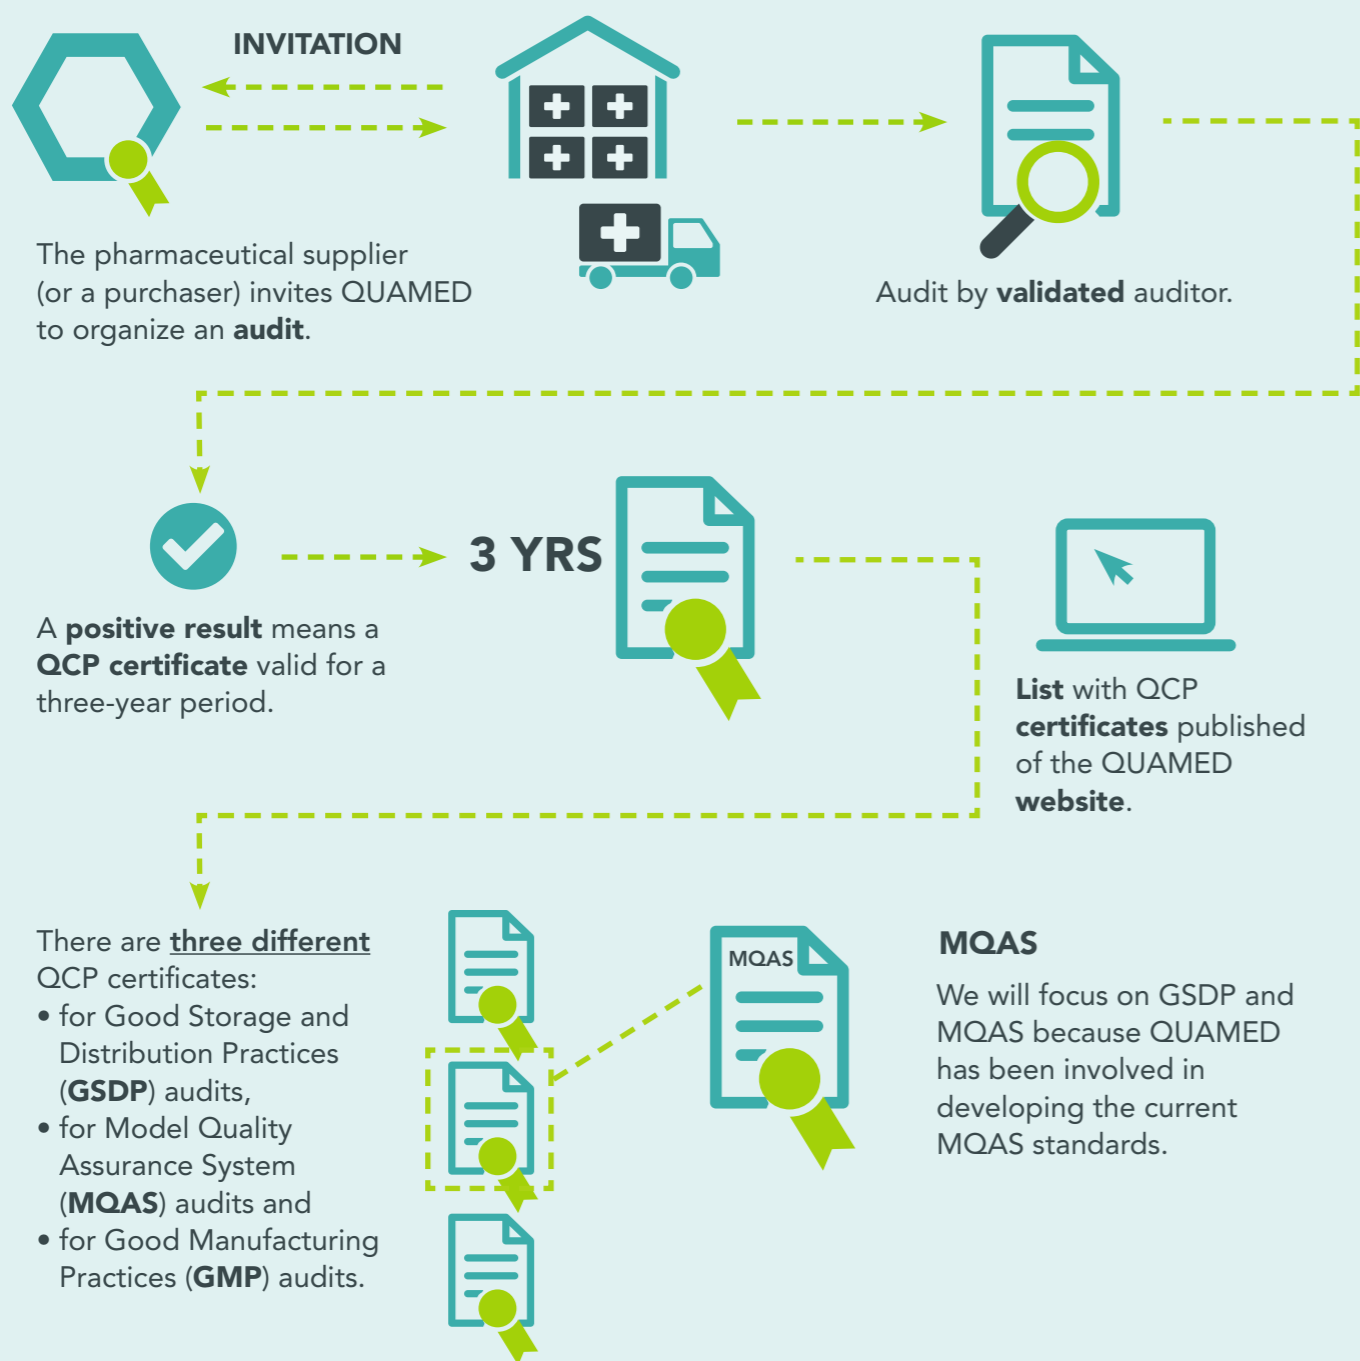 INVITATION
The pharmaceutical supplier
(or a purchaser) invites QUAMED
to organize an audit.
Audit by validated auditor.
A positive result means a
QCP certificate valid for a
three-year period.
3 YRS
List with QCP
certificates published
of the QUAMED
website.
There are three different
QCP certificates:
• for Good Storage and
Distribution Practices
(GSDP) audits,
• for Model Quality
Assurance System
(MQAS) audits and
• for Good Manufacturing
Practices (GMP) audits.
MQAS
MQAS
We will focus on GSDP and
MQAS because QUAMED
has been involved in
developing the current
MQAS standards.